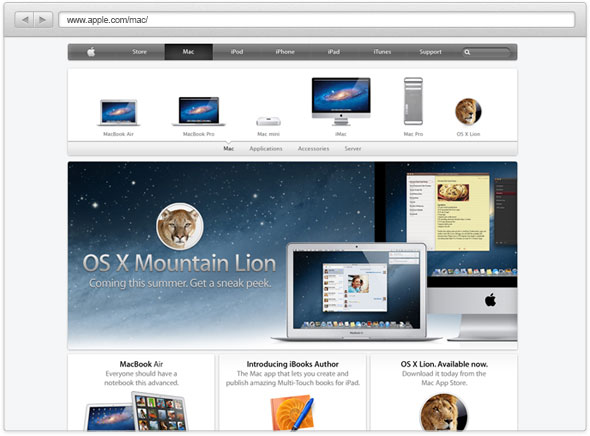 www.apple.com/mac/
Store Mac iPod iPhone iPad iTunes Support
MacBook Air MacBook Pro Mac mini iMac Mac Pro OS X Lion
Mac Applications Accessories Server
OS X Mountain Lion
Coming this summer. Get a sneak peek.
MacBook Air
Everyone should have a
notebook this advanced.
Introducing iBooks Author
The Mac app that lets you create and
publish amazing Multi-Touch books for iPad.
OS X Lion. Available now.
Download it today from the
Mac App Store.